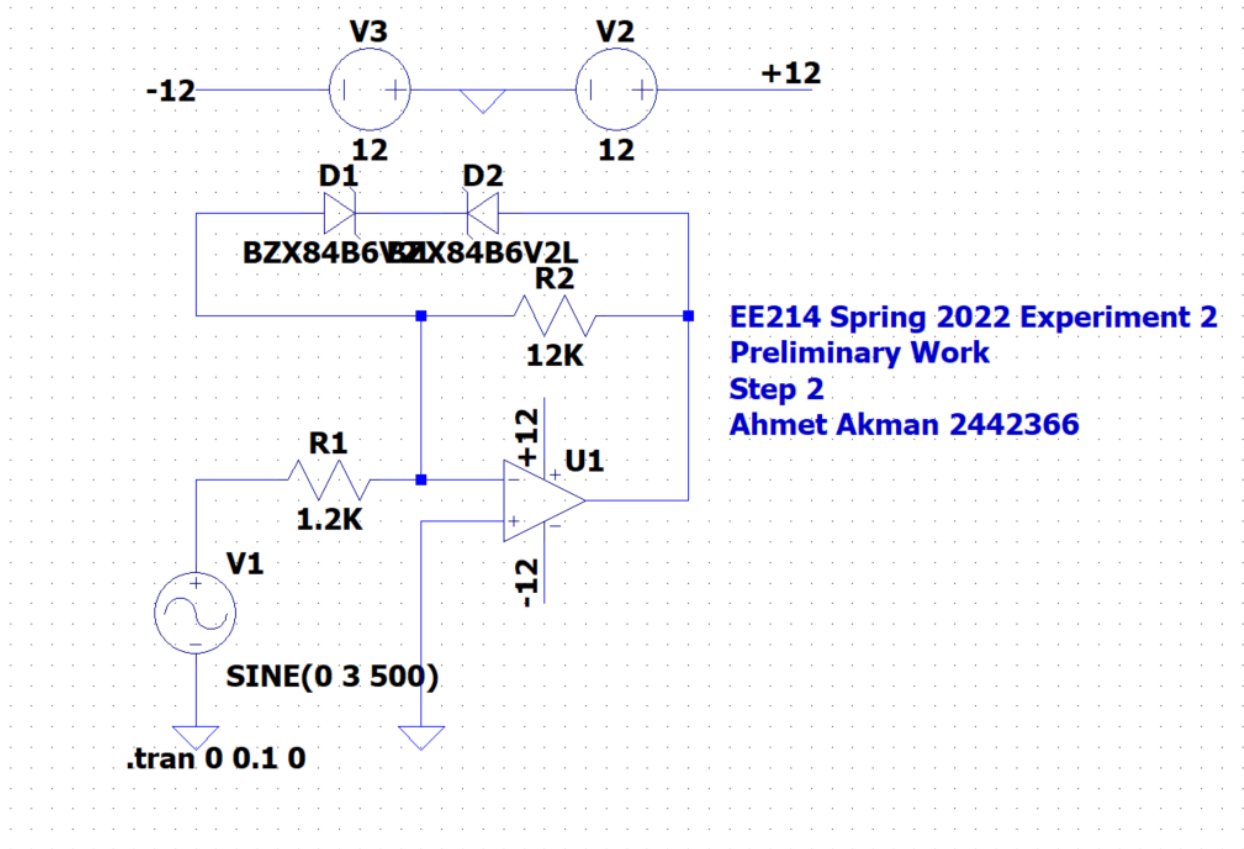 V3 V2
-12 +12
12 12
D1 D2
BZX84B6V2L BZX84B6V2L
R2
12K
EE214 Spring 2022 Experiment 2
Preliminary Work
Step 2
Ahmet Akman 2442366
+12
U1
R1
1.2K
-12
V1
SINE(0 3 500)
.tran 0 0.1 0